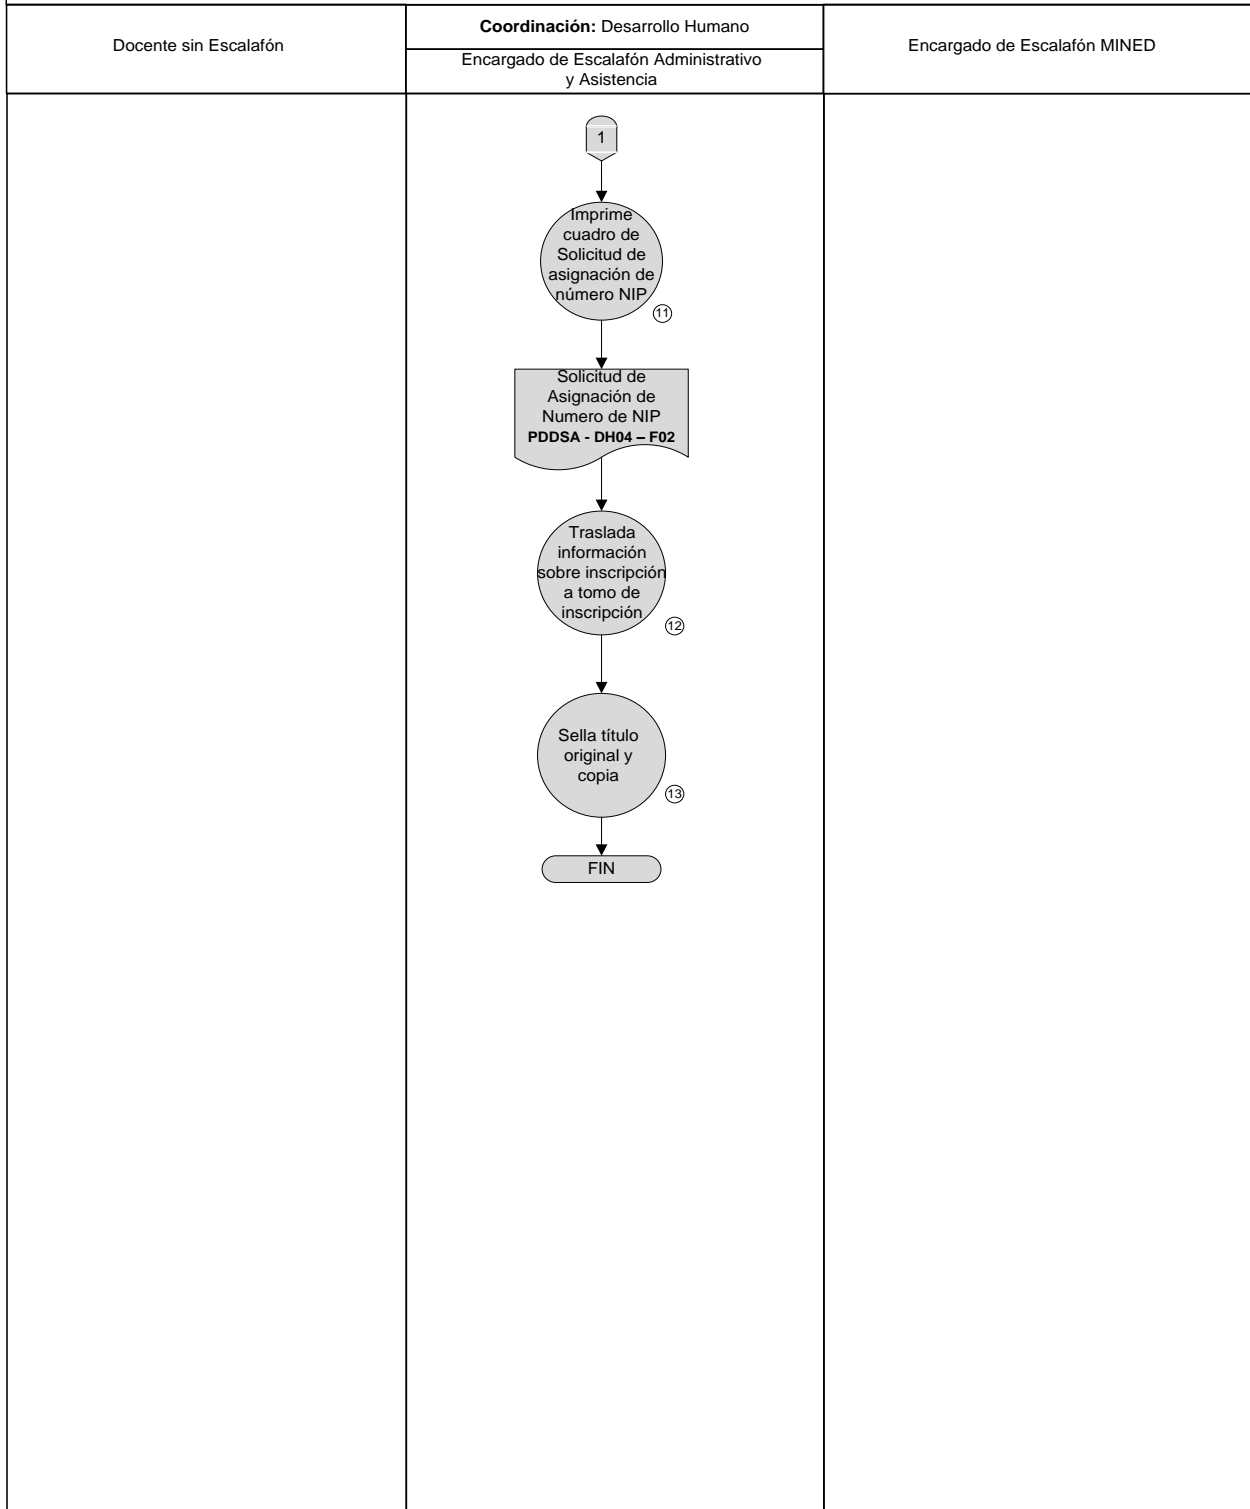 Docente sin Escalafón
Coordinación: Desarrollo Humano
Encargado de Escalafón Administrativo
y Asistencia
Encargado de Escalafón MINED
1
Imprime
cuadro de
Solicitud de
asignación de
número NIP
11
Solicitud de
Asignación de
Numero de NIP
PDDSA - DH04 – F02
Traslada
información
sobre inscripción
a tomo de
inscripción
12
Sella título
original y
copia
13
FIN